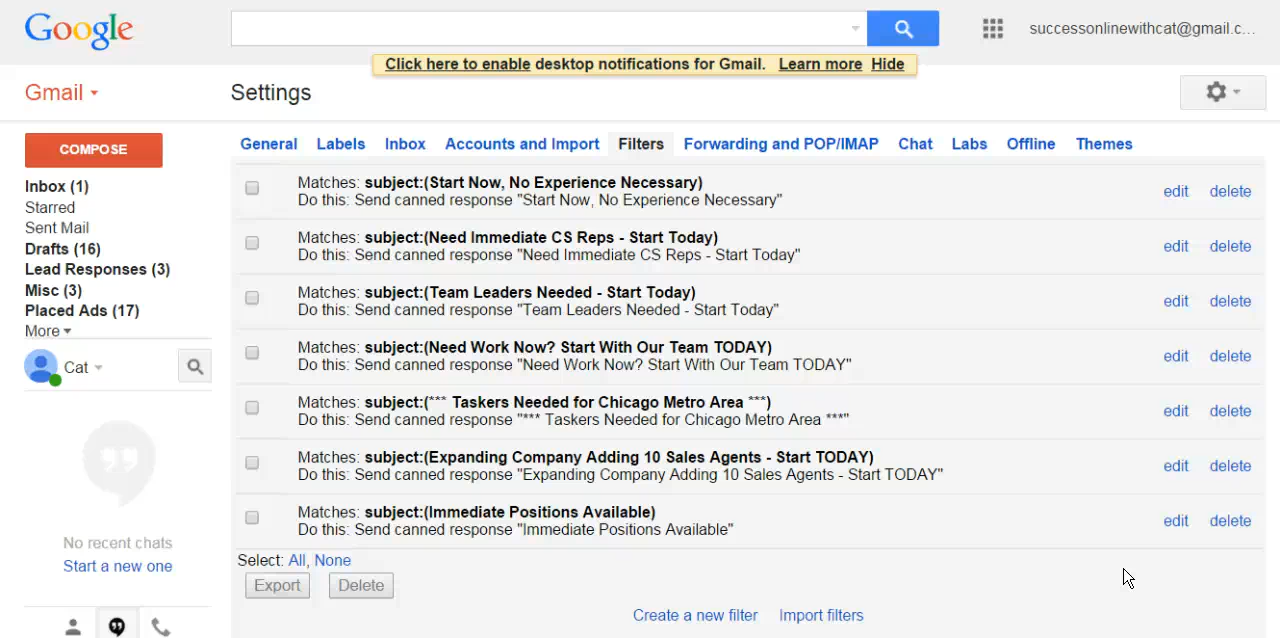 Google
successonlinewithcat@gmail.c...
Click here to enable desktop notifications for Gmail. Learn more Hide
Gmail
Settings
COMPOSE
Inbox (1)
Starred
Sent Mail
Drafts (16)
Lead Responses (3)
Misc (3)
Placed Ads (17)
More
Cat
No recent chats
Start a new one
General Labels Inbox Accounts and Import Filters Forwarding and POP/IMAP Chat Labs Offline Themes
Matches: subject:(Start Now, No Experience Necessary)
Do this: Send canned response "Start Now, No Experience Necessary"
edit delete
Matches: subject:(Need Immediate CS Reps - Start Today)
Do this: Send canned response "Need Immediate CS Reps - Start Today"
edit delete
Matches: subject:(Team Leaders Needed - Start Today)
Do this: Send canned response "Team Leaders Needed - Start Today"
edit delete
Matches: subject:(Need Work Now? Start With Our Team TODAY)
Do this: Send canned response "Need Work Now? Start With Our Team TODAY"
edit delete
Matches: subject:(*** Taskers Needed for Chicago Metro Area ***)
Do this: Send canned response "*** Taskers Needed for Chicago Metro Area ***"
edit delete
Matches: subject:(Expanding Company Adding 10 Sales Agents - Start TODAY)
Do this: Send canned response "Expanding Company Adding 10 Sales Agents - Start TODAY"
edit delete
Matches: subject:(Immediate Positions Available)
Do this: Send canned response "Immediate Positions Available"
edit delete
Select: All, None
Export Delete
Create a new filter Import filters